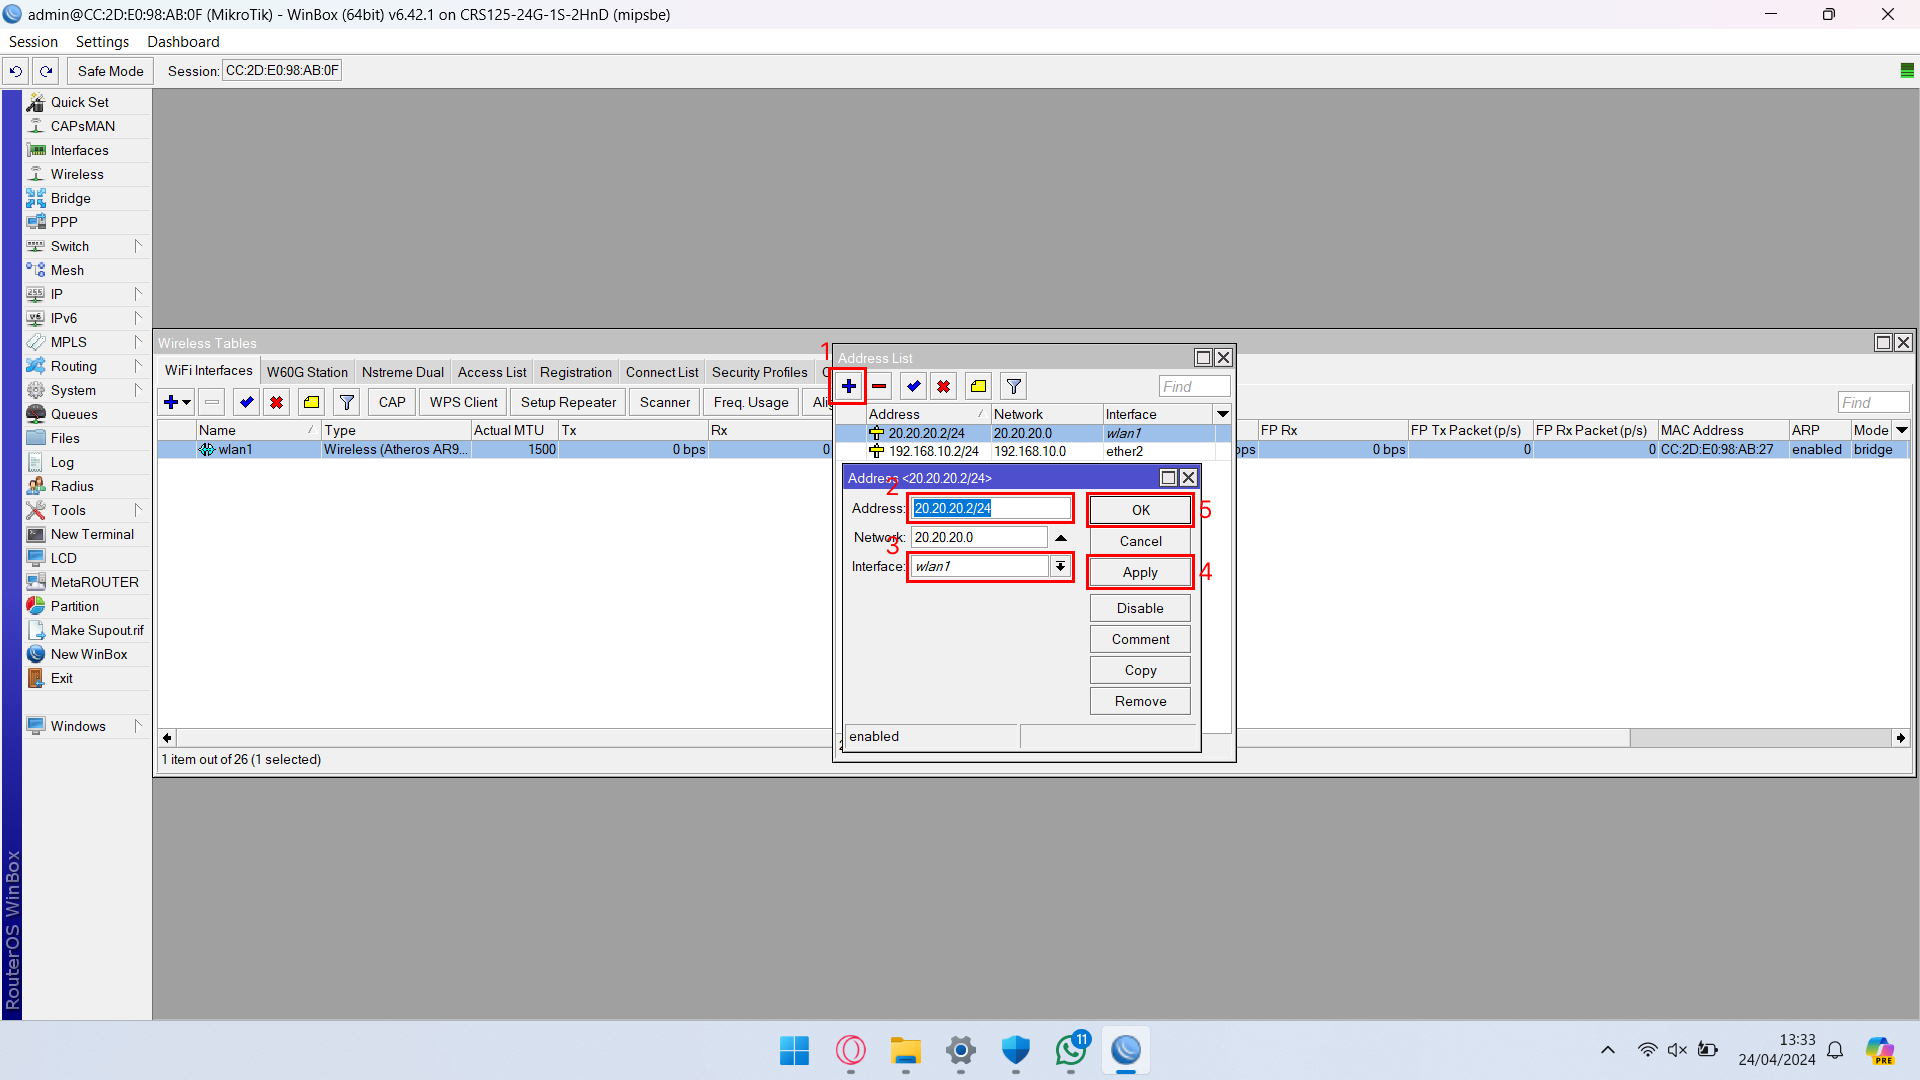 admin@CC:2D:E0:98:AB:0F (MikroTik) - WinBox (64bit) v6.42.1 on CRS125-24G-1S-2HnD (mipsbe)
Session Settings Dashboard
Safe Mode Session: CC:2D:E0:98:AB:0F
Quick Set
CAPsMAN
Interfaces
Wireless
Bridge
PPP
Switch
Mesh
IP
IPv6
MPLS
Routing
System
Queues
Files
Log
Radius
Tools
New Terminal
LCD
MetaROUTER
Partition
Make Supout.rif
New WinBox
Exit
Windows
RouterOS WinBox
Wireless Tables
WiFi Interfaces W60G Station Nstreme Dual Access List Registration Connect List Security Profiles
CAP WPS Client Setup Repeater Scanner Freq. Usage Find
Name Type Actual MTU Tx Rx FP Rx FP Tx Packet (p/s) FP Rx Packet (p/s) MAC Address ARP Mode
wlan1 Wireless (Atheros AR9... 1500 0 bps 0 bps 0 bps 0 0 CC:2D:E0:98:AB:27 enabled bridge
1 item out of 26 (1 selected)
1
Address List
Find
Address Network Interface
20.20.20.2/24 20.20.20.0 wlan1
192.168.10.2/24 192.168.10.0 ether2
Address <20.20.20.2/24>
2
Address: 20.20.20.2/24 OK 5
Network: 20.20.20.0 Cancel
3
Interface: wlan1 Apply 4
Disable
Comment
Copy
Remove
enabled
11
13:33
24/04/2024
PRE